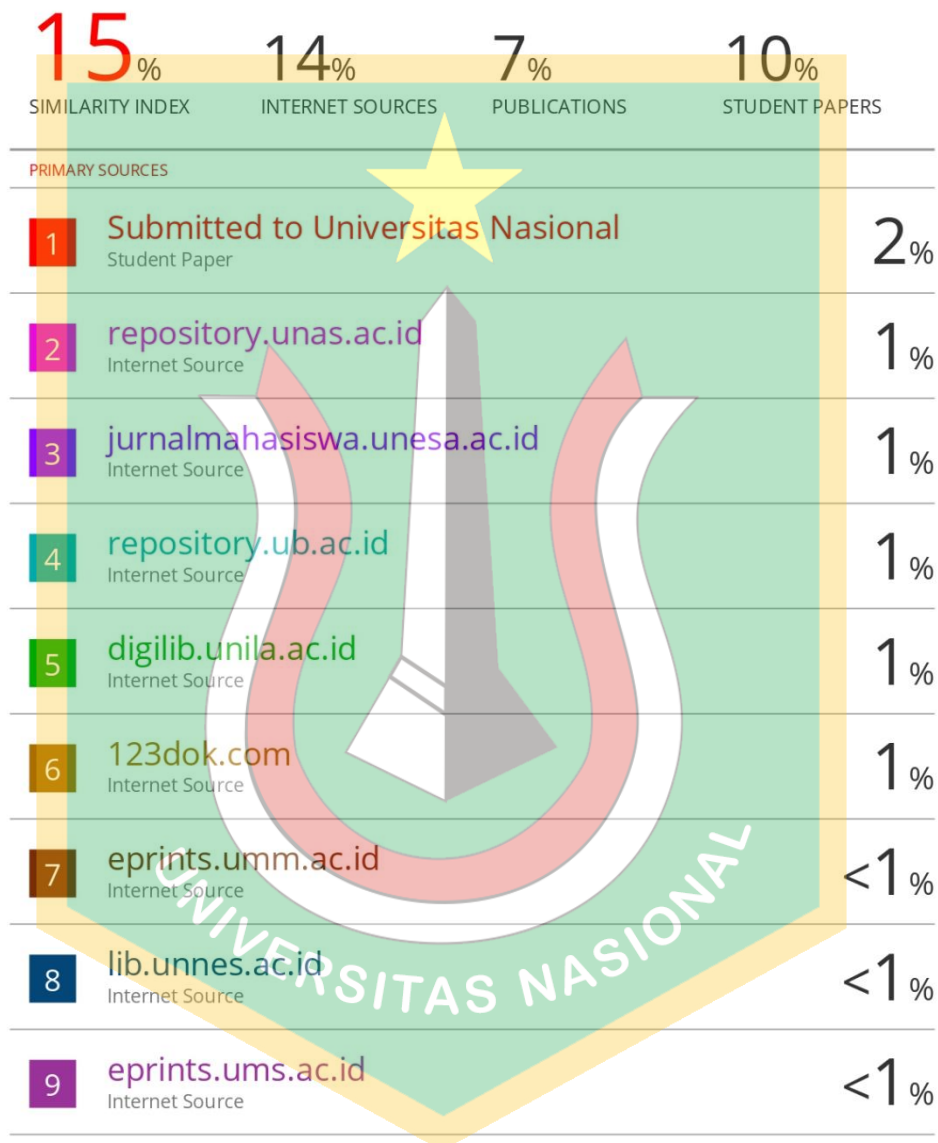 15% 14% 7% 10%
SIMILARITY INDEX INTERNET SOURCES PUBLICATIONS STUDENT PAPERS
PRIMARY SOURCES
1 Submitted to Universitas Nasional 2%
Student Paper
2 repository.unas.ac.id 1%
Internet Source
3 jurnalmahasiswa.unesa.ac.id 1%
Internet Source
4 repository.ub.ac.id 1%
Internet Source
5 digilib.unila.ac.id 1%
Internet Source
6 123dok.com 1%
Internet Source
7 eprints.umm.ac.id <1%
Internet Source
8 lib.unnes.ac.id <1%
Internet Source
9 eprints.ums.ac.id <1%
Internet Source
UNIVERSITAS NASIONAL